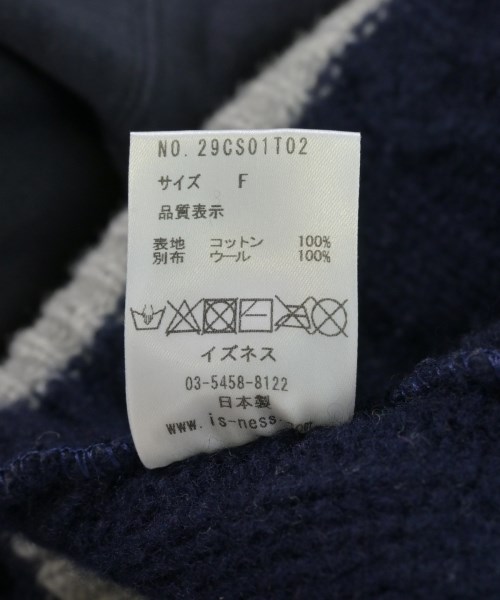 NO. 29CS01T02
サイズ F
品質表示
表地 コットン 100%
別布 ウール 100%
イズネス
03-5458-8122
日本製
www.is-ness.com